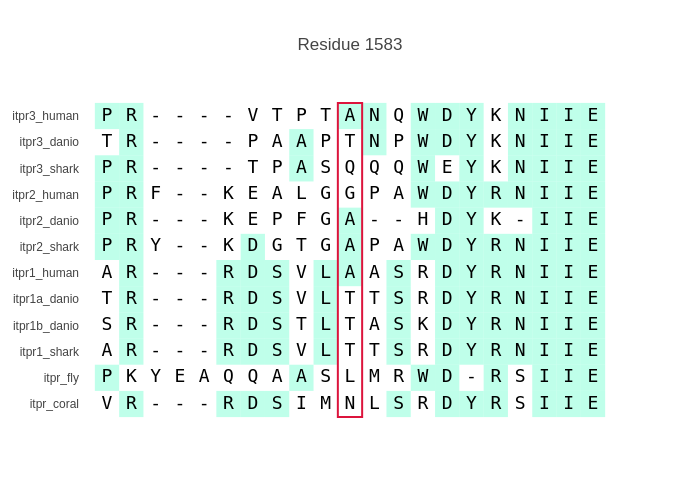 Residue 1583
itpr3_human P R - - - - V T P T A N Q W D Y K N I I E
itpr3_danio T R - - - - P A A P T N P W D Y K N I I E
itpr3_shark P R - - - - T P A S Q Q Q W E Y K N I I E
itpr2_human P R F - - K E A L G G P A W D Y R N I I E
itpr2_danio P R - - - K E P F G A - - H D Y K - I I E
itpr2_shark P R Y - - K D G T G A P A W D Y R N I I E
itpr1_human A R - - - R D S V L A A S R D Y R N I I E
itpr1a_danio T R - - - R D S V L T T S R D Y R N I I E
itpr1b_danio S R - - - R D S T L T A S K D Y R N I I E
itpr1_shark A R - - - R D S V L T T S R D Y R N I I E
itpr_fly P K Y E A Q Q A A S L M R W D - R S I I E
itpr_coral V R - - - R D S I M N L S R D Y R S I I E